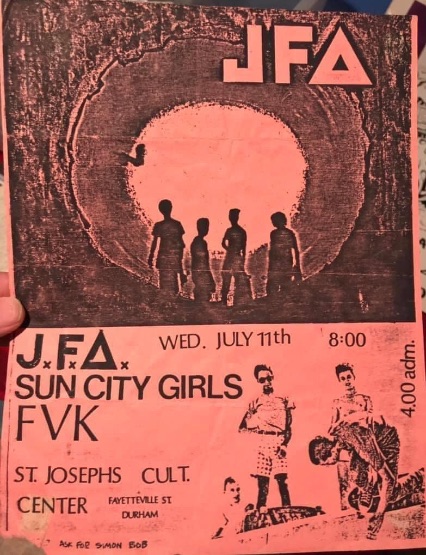 JFA
J.F.A.
WED. JULY 11th
8:00
SUN CITY GIRLS
FVK
4.00 adm.
ST. JOSEPHS CULT.
CENTER
FAYETTEVILLE ST.
DURHAM
ASK FOR SIMON BOB